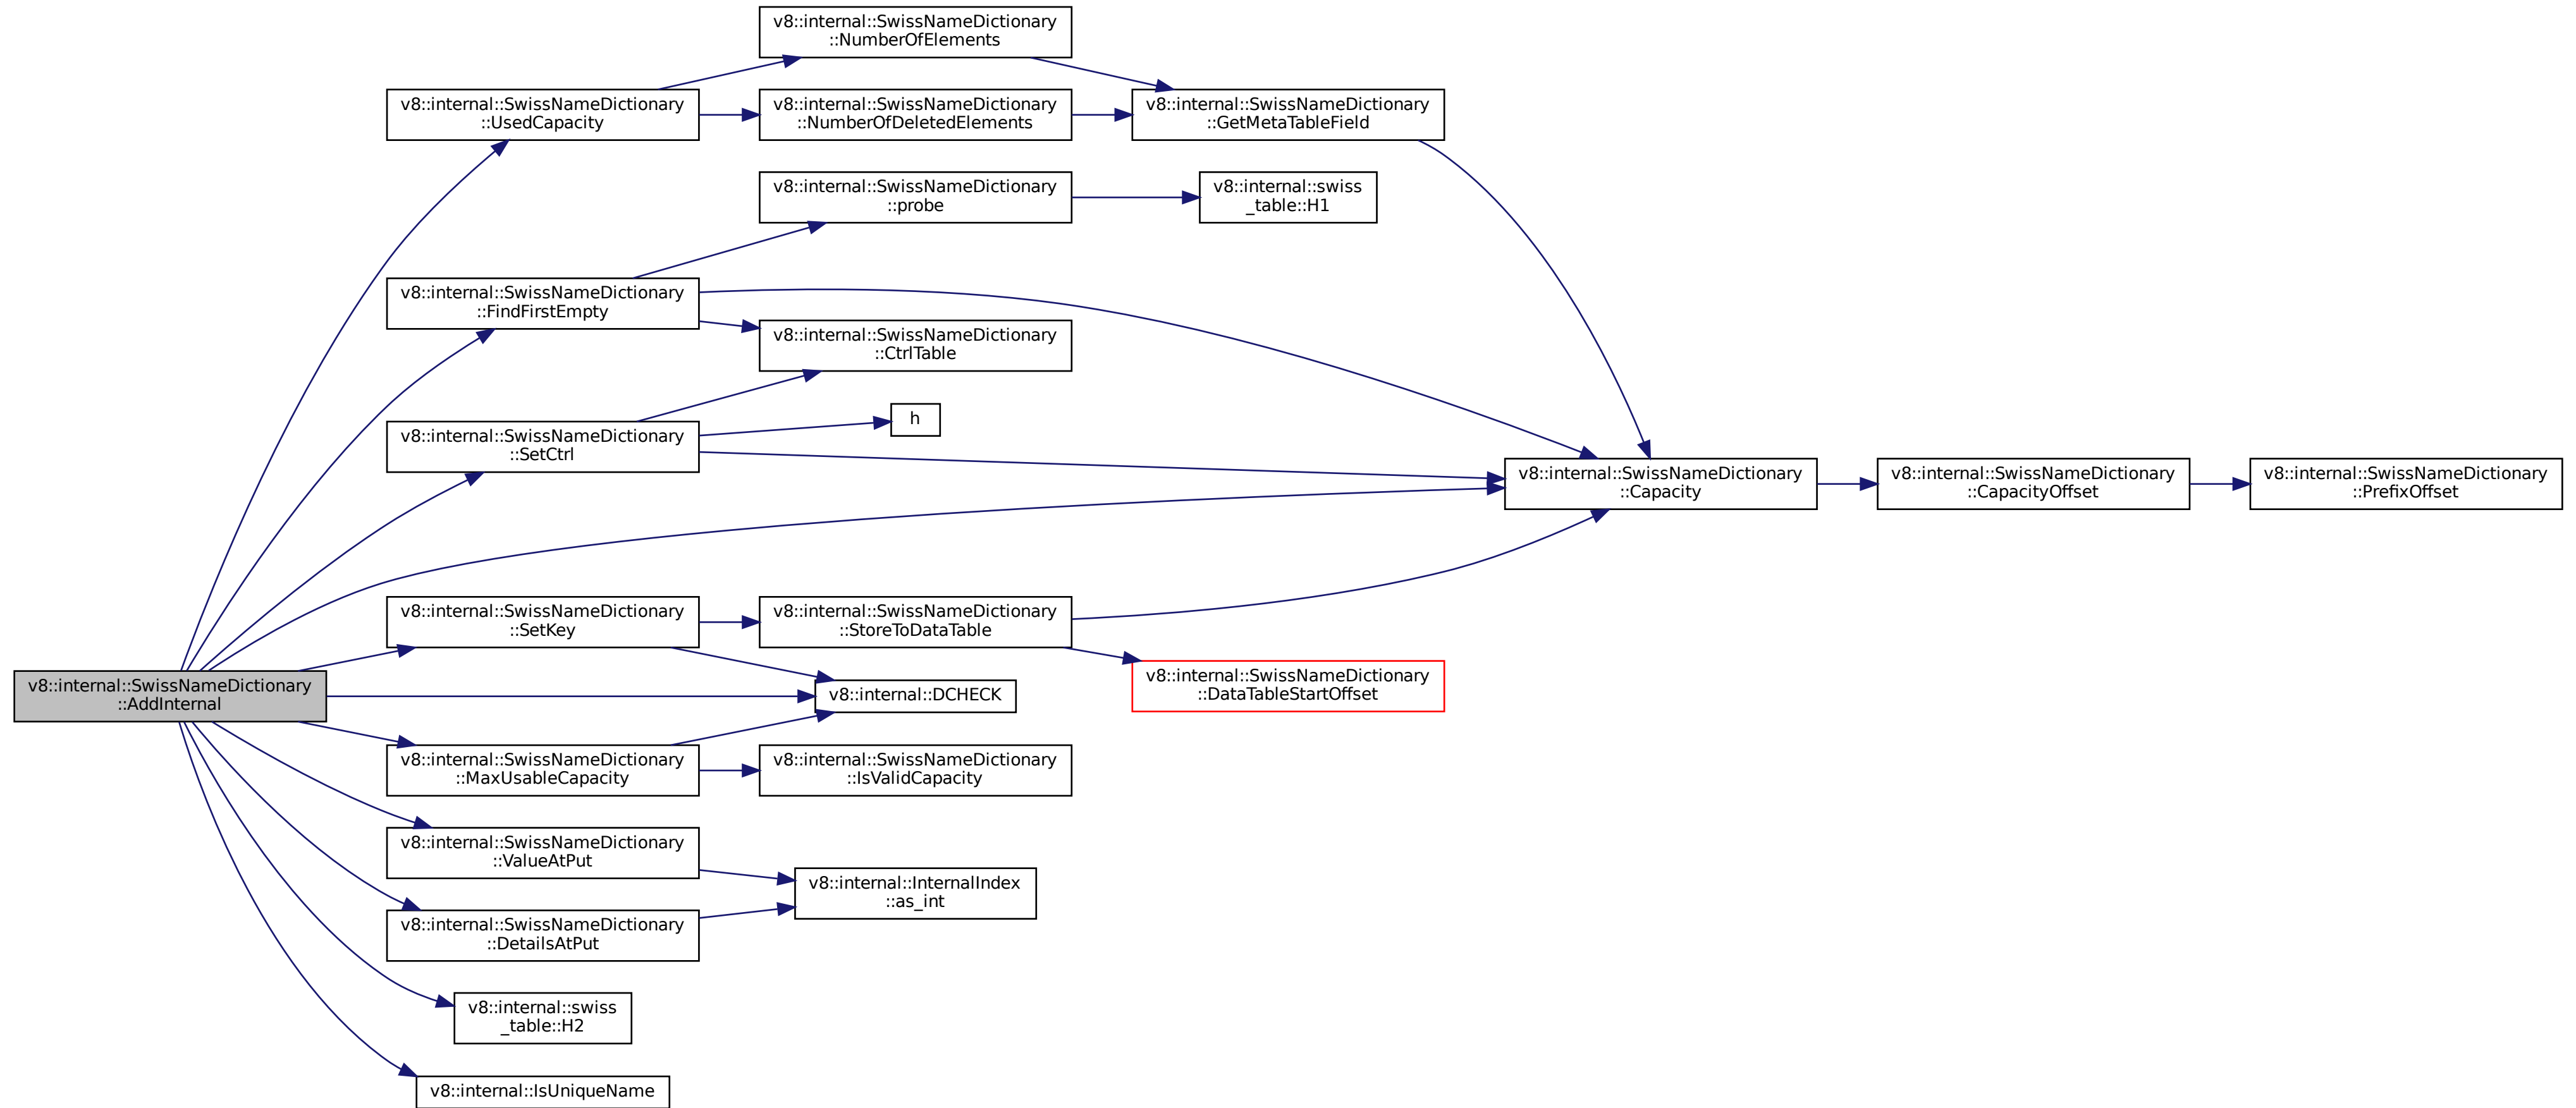 v8::internal::SwissNameDictionary
::NumberOfElements
v8::internal::SwissNameDictionary
::UsedCapacity
v8::internal::SwissNameDictionary
::NumberOfDeletedElements
v8::internal::SwissNameDictionary
::GetMetaTableField
v8::internal::SwissNameDictionary
::probe
v8::internal::swiss
_table::H1
v8::internal::SwissNameDictionary
::FindFirstEmpty
v8::internal::SwissNameDictionary
::CtrlTable
h
v8::internal::SwissNameDictionary
::SetCtrl
v8::internal::SwissNameDictionary
::Capacity
v8::internal::SwissNameDictionary
::CapacityOffset
v8::internal::SwissNameDictionary
::PrefixOffset
v8::internal::SwissNameDictionary
::SetKey
v8::internal::SwissNameDictionary
::StoreToDataTable
v8::internal::SwissNameDictionary
::AddInternal
v8::internal::DCHECK
v8::internal::SwissNameDictionary
::DataTableStartOffset
v8::internal::SwissNameDictionary
::MaxUsableCapacity
v8::internal::SwissNameDictionary
::IsValidCapacity
v8::internal::SwissNameDictionary
::ValueAtPut
v8::internal::InternalIndex
::as_int
v8::internal::SwissNameDictionary
::DetailsAtPut
v8::internal::swiss
_table::H2
v8::internal::IsUniqueName